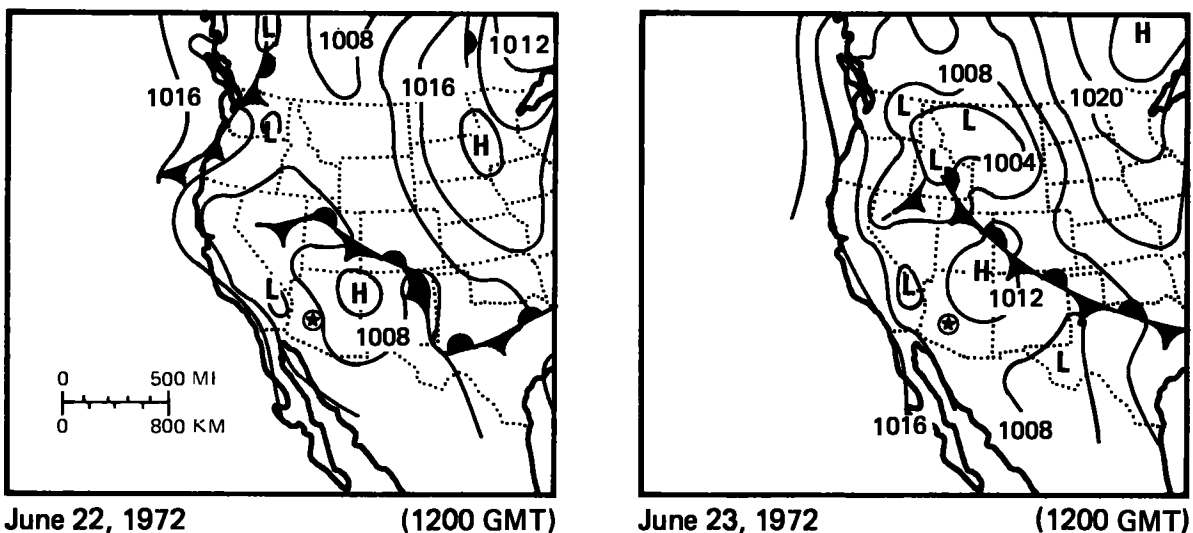 L
1008
1012
1016
1016
L
H
L
H
1008
0 500 MI
0 800 KM
June 22, 1972 (1200 GMT)
H
1008
1020
L
L
L
1004
H
L
1012
L
1016
1008
June 23, 1972 (1200 GMT)